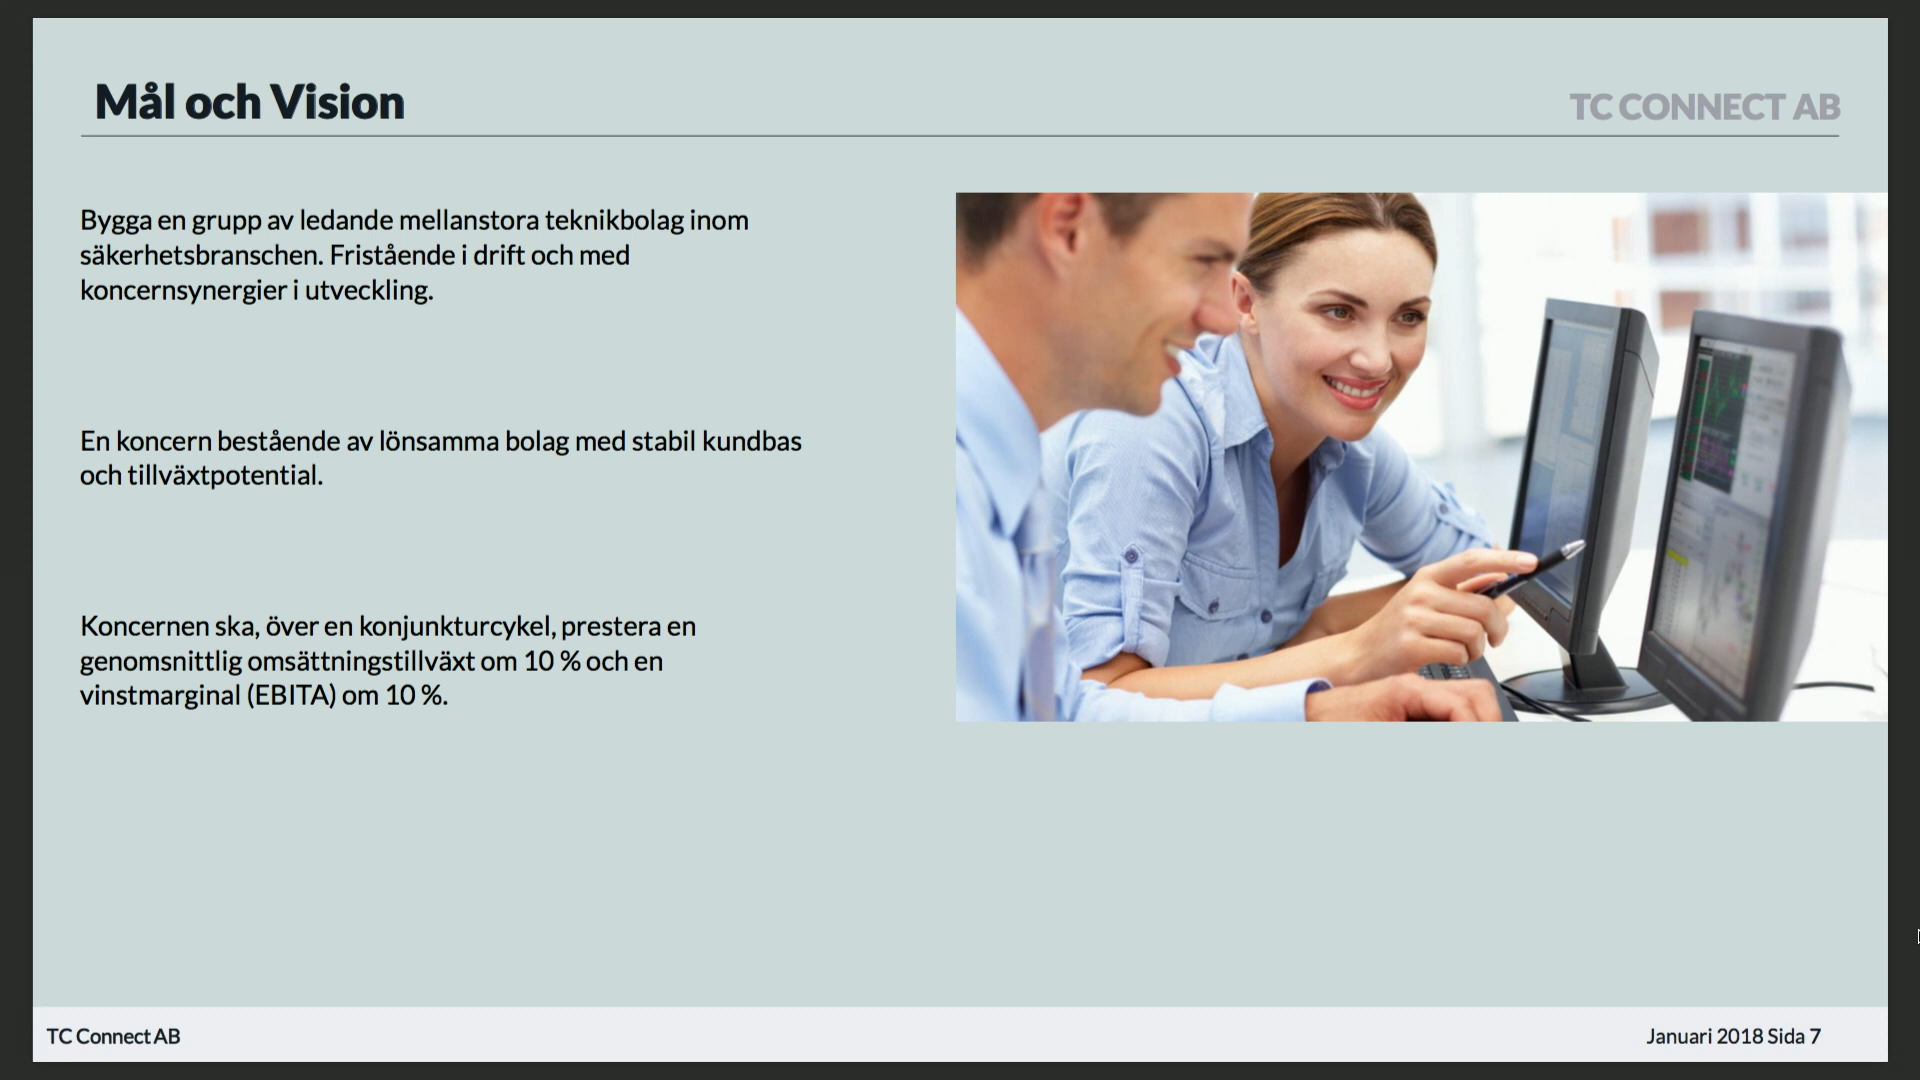 Mål och Vision
TC CONNECT AB
Bygga en grupp av ledande mellanstora teknikbolag inom
säkerhetsbranschen. Fristående i drift och med
koncernsynergier i utveckling.
En koncern bestående av lönsamma bolag med stabil kundbas
och tillväxtpotential.
Koncernen ska, över en konjunkturcykel, prestera en
genomsnittlig omsättningstillväxt om 10 % och en
vinstmarginal (EBITA) om 10 %.
TC Connect AB
Januari 2018 Sida 7